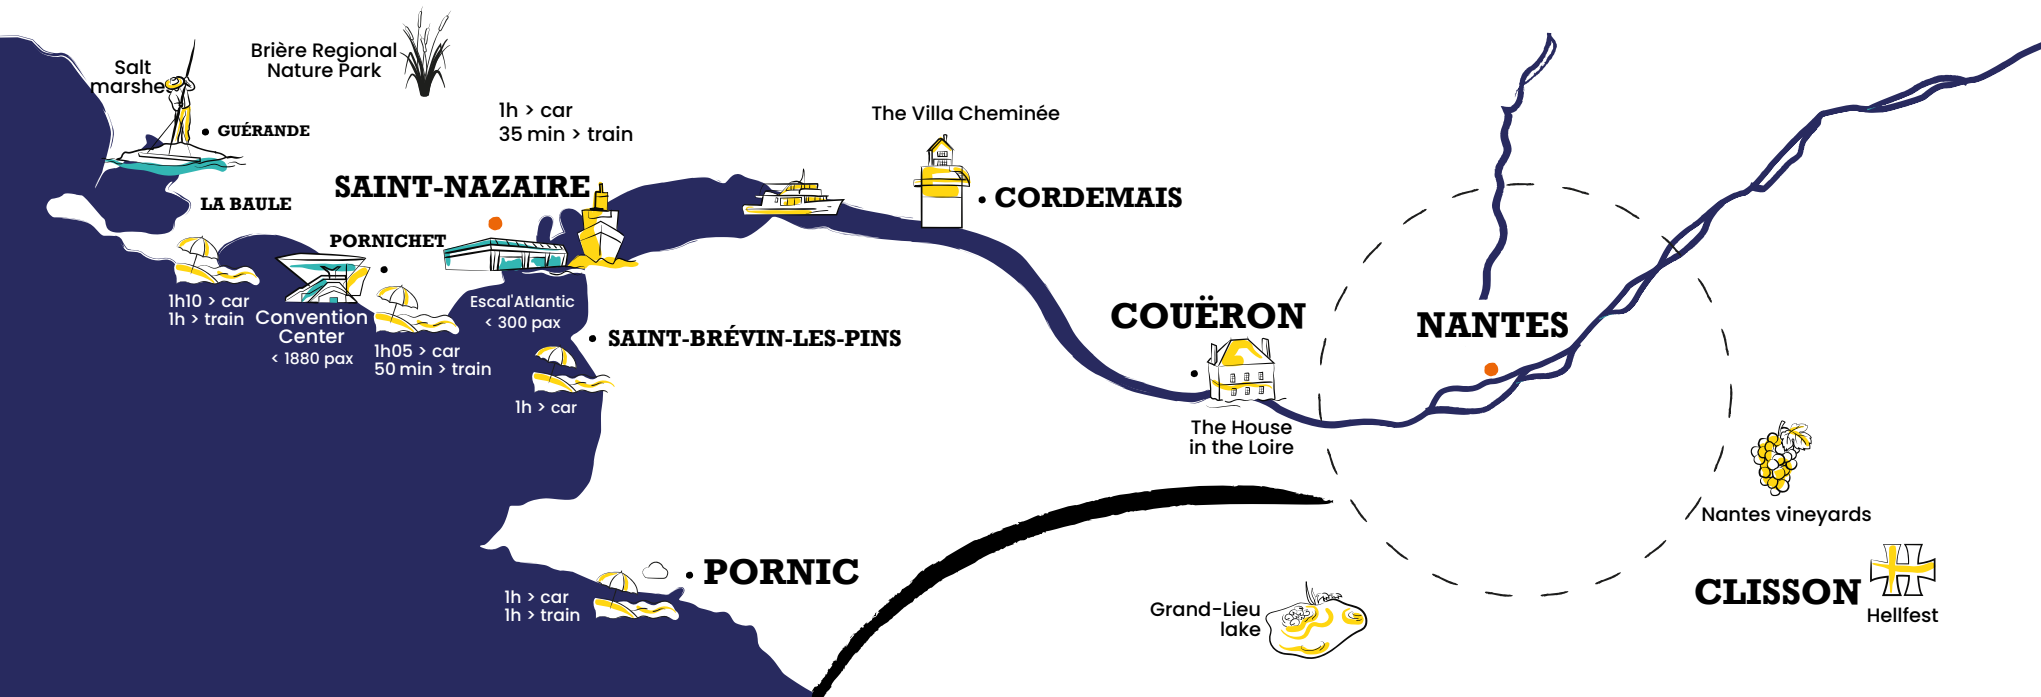 Salt
marshe
Brière Regional
Nature Park
GUÉRANDE
1h > car
35 min > train
The Villa Cheminée
SAINT-NAZAIRE
CORDEMAIS
LA BAULE
PORNICHET
1h10 > car
1h > train
Convention
Center
< 1880 pax
Escal'Atlantic
< 300 pax
1h05 > car
50 min > train
SAINT-BRÉVIN-LES-PINS
1h > car
COUËRON
The House
in the Loire
NANTES
Nantes vineyards
PORNIC
1h > car
1h > train
Grand-Lieu
lake
CLISSON
Hellfest